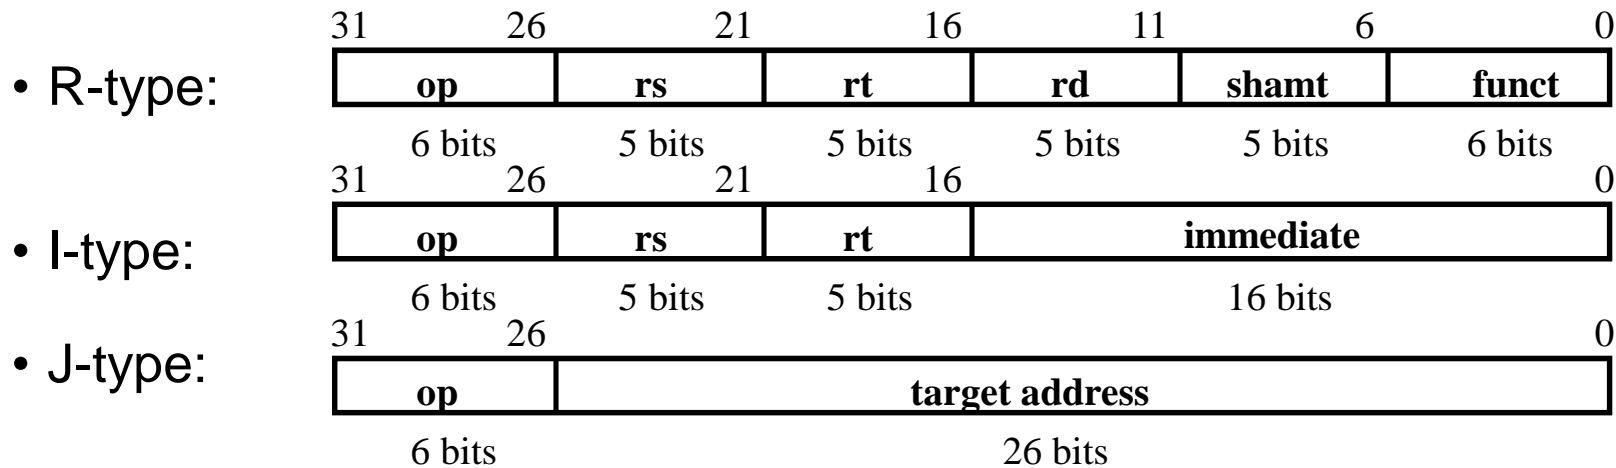 31 26 21 16 11 6 0
• R-type: op rs rt rd shamt funct
6 bits 5 bits 5 bits 5 bits 5 bits 6 bits
31 26 21 16 0
• I-type: op rs rt immediate
6 bits 5 bits 5 bits 16 bits
31 26 0
• J-type: op target address
6 bits 26 bits